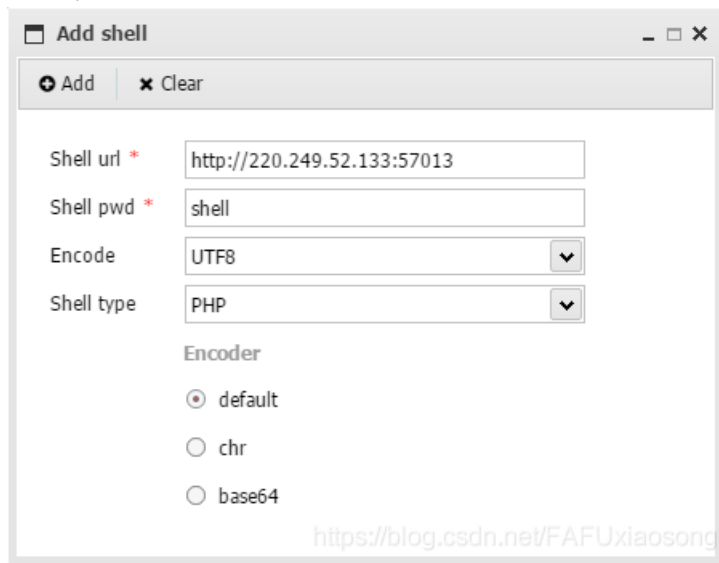 Add shell
Add Clear
Shell url * http://220.249.52.133:57013
Shell pwd * shell
Encode UTF8
Shell type PHP
Encoder
default
chr
base64
https://blog.csdn.net/FAFUxiaosong